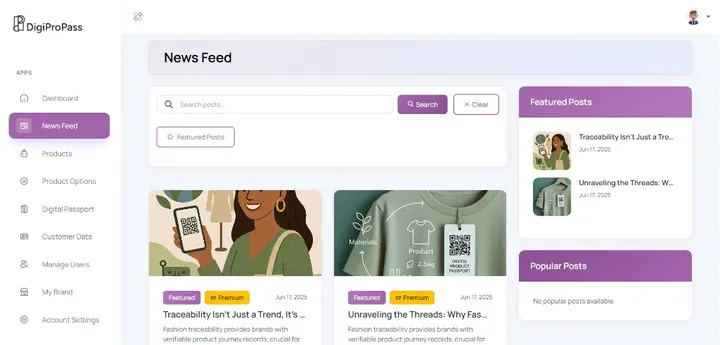 DigiProPass
APPS
Dashboard
News Feed
Products
Product Options
Digital Passport
Customer Data
Manage Users
My Brand
Account Settings
News Feed
Search posts...
Search
Clear
Featured Posts
Materials
Product
2,5kg
DIGITAL
PRODUCT
PASSPORT
Featured
Premium
Jun 17, 2025
Traceability Isn't Just a Trend, It's ...
Fashion traceability provides brands with
verifiable product journey records, crucial for
Featured
Premium
Jun 17, 2025
Unraveling the Threads: Why Fas...
Fashion traceability provides brands with
verifiable product journey records, crucial for
Featured Posts
Traceability Isn't Just a Tre...
Jun 17, 2025
Unraveling the Threads: W...
Jun 17, 2025
Popular Posts
No popular posts available.